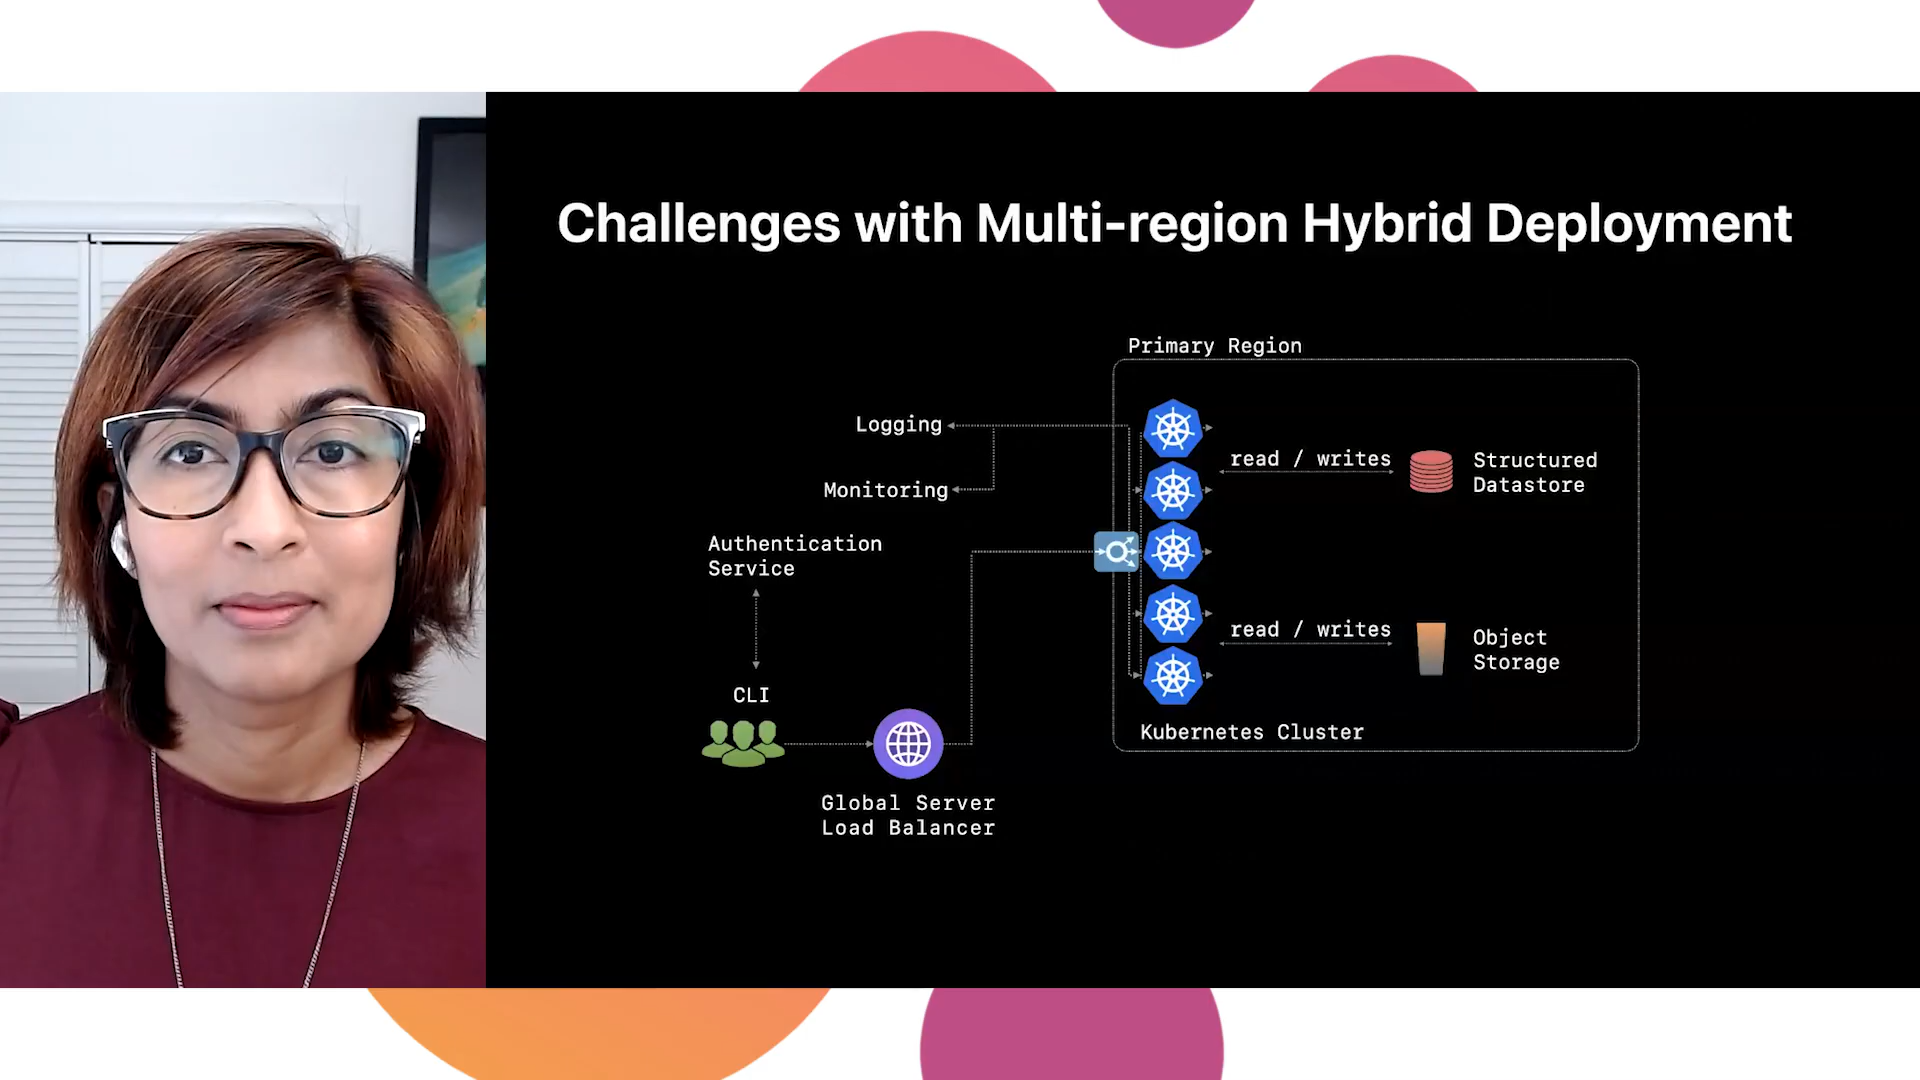 Challenges with Multi-region Hybrid Deployment
Primary Region
Logging
read / writes
Structured
Datastore
Monitoring
Authentication
Service
read / writes
Object
Storage
CLI
Kubernetes Cluster
Global Server
Load Balancer